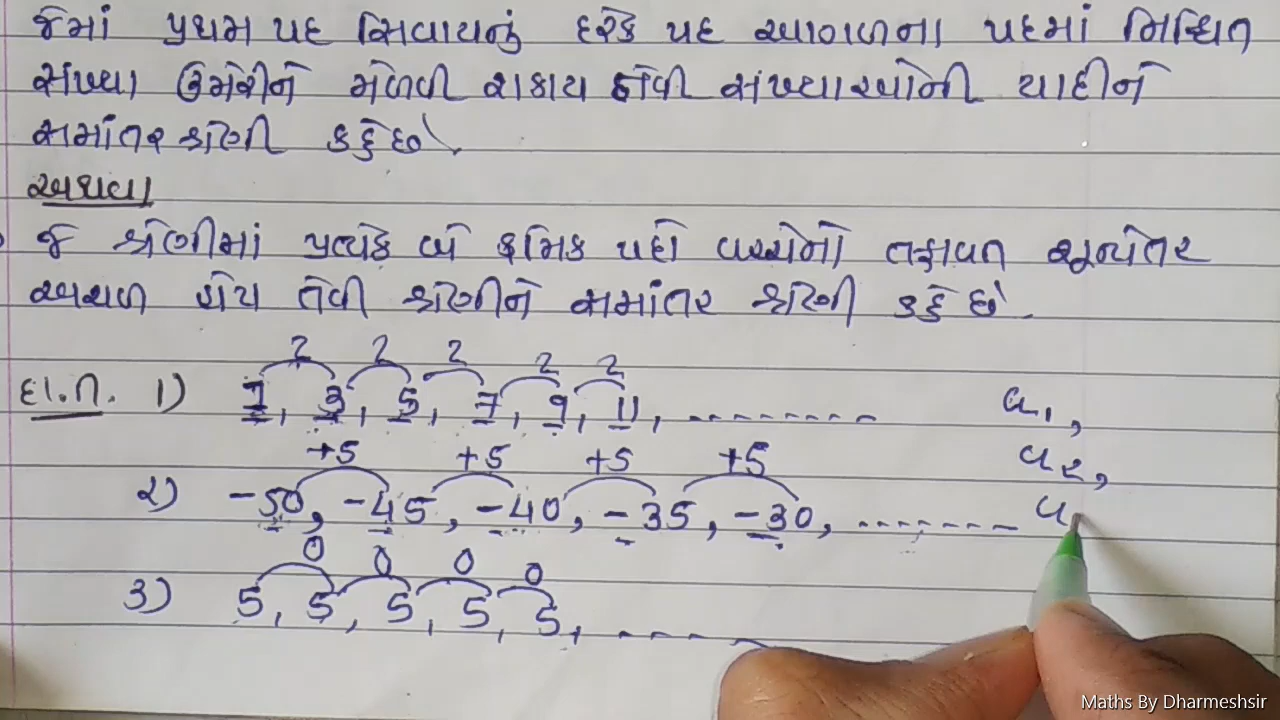 જેમાં પ્રથમ પદ સિવાયનું દરેક પદ આગળના પદમાં નિશ્ચિત
સંખ્યા ઉમેરીને મેળવી શકાય તેવી સંખ્યાઓની યાદીને
સમાંતર શ્રેણી કહે છે.
અથવા
જે શ્રેણીમાં પ્રત્યેક બે ક્રમિક પદો વચ્ચેનો તફાવત શૂન્યેતર
અચળ હોય તેવી શ્રેણીને સમાંતર શ્રેણી કહે છે.
2 2 2 2 2
દા.ત. 1) 1, 3, 5, 7, 9, 11, ........ a1,
+5 +5 +5 +5 a2,
૨) -50, -45, -40, -35, -30, ........ a
0 0 0 0
3) 5, 5, 5, 5, 5, ....
Maths By Dharmeshsir